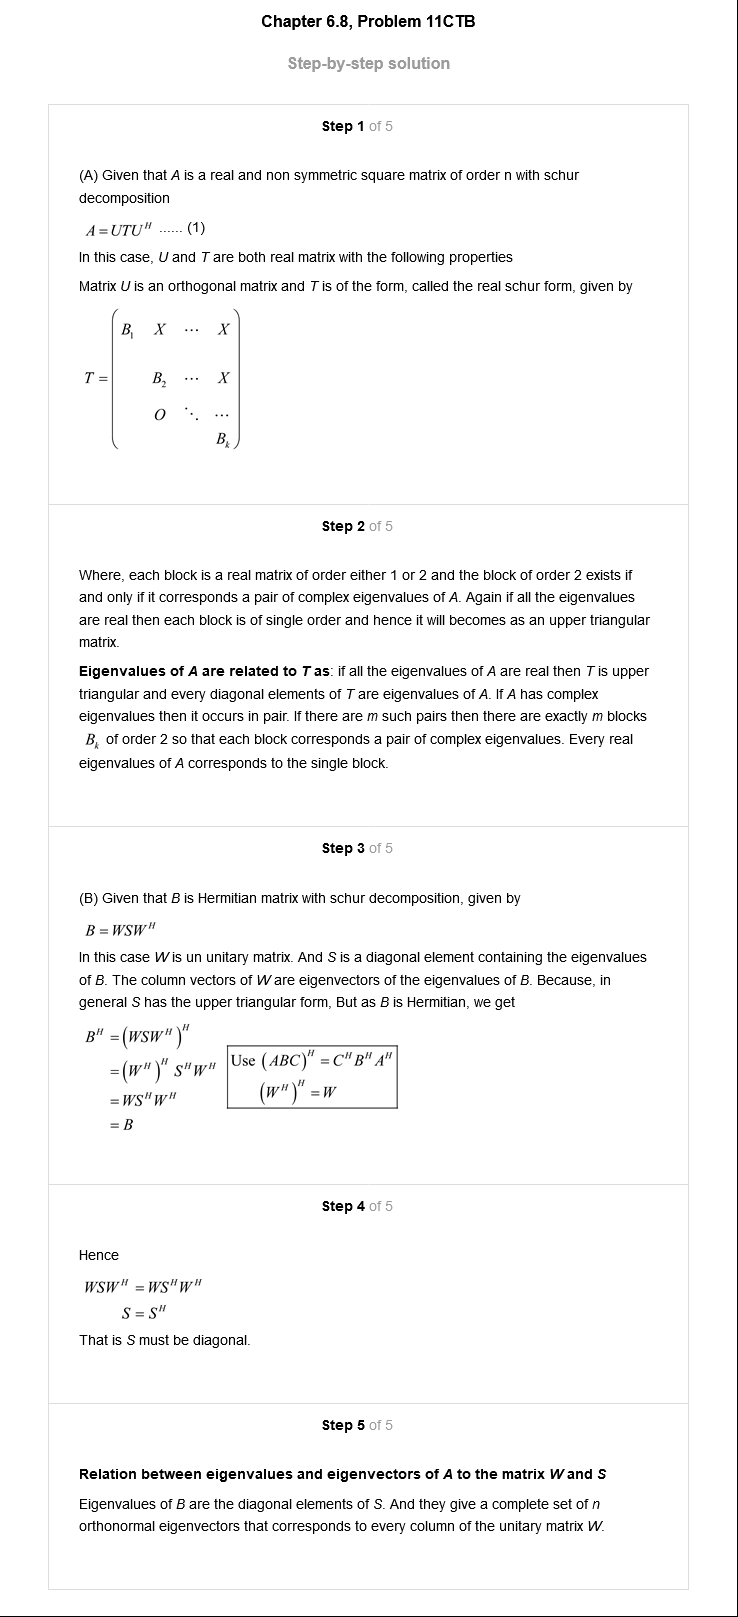 Chapter 6.8, Problem 11CTB
Step-by-step solution
Step 1 of 5
(A) Given that A is a real and non symmetric square matrix of order n with schur
decomposition
A = UTU^H ...... (1)
In this case, U and T are both real matrix with the following properties
Matrix U is an orthogonal matrix and T is of the form, called the real schur form, given by
B₁ X ⋯ X
T = B₂ ⋯ X
O ⋱ ⋯
Bₖ
Step 2 of 5
Where, each block is a real matrix of order either 1 or 2 and the block of order 2 exists if
and only if it corresponds a pair of complex eigenvalues of A. Again if all the eigenvalues
are real then each block is of single order and hence it will becomes as an upper triangular
matrix.
Eigenvalues of A are related to T as: if all the eigenvalues of A are real then T is upper
triangular and every diagonal elements of T are eigenvalues of A. If A has complex
eigenvalues then it occurs in pair. If there are m such pairs then there are exactly m blocks
Bₖ of order 2 so that each block corresponds a pair of complex eigenvalues. Every real
eigenvalues of A corresponds to the single block.
Step 3 of 5
(B) Given that B is Hermitian matrix with schur decomposition, given by
B = WSW^H
In this case W is un unitary matrix. And S is a diagonal element containing the eigenvalues
of B. The column vectors of W are eigenvectors of the eigenvalues of B. Because, in
general S has the upper triangular form, But as B is Hermitian, we get
B^H = (WSW^H)^H
= (W^H)^H S^H W^H
= WS^H W^H
= B
Use (ABC)^H = C^H B^H A^H
(W^H)^H = W
Step 4 of 5
Hence
WSW^H = WS^H W^H
S = S^H
That is S must be diagonal.
Step 5 of 5
Relation between eigenvalues and eigenvectors of A to the matrix W and S
Eigenvalues of B are the diagonal elements of S. And they give a complete set of n
orthonormal eigenvectors that corresponds to every column of the unitary matrix W.